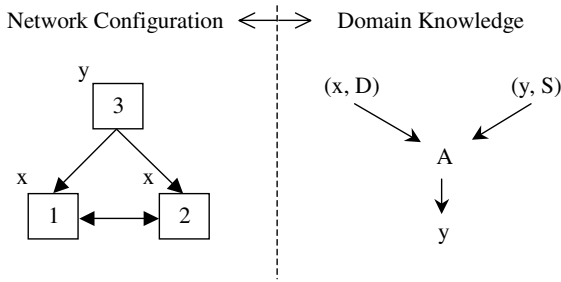 Network Configuration
Domain Knowledge
y
3
x
x
1
2
(x, D)
(y, S)
A
y